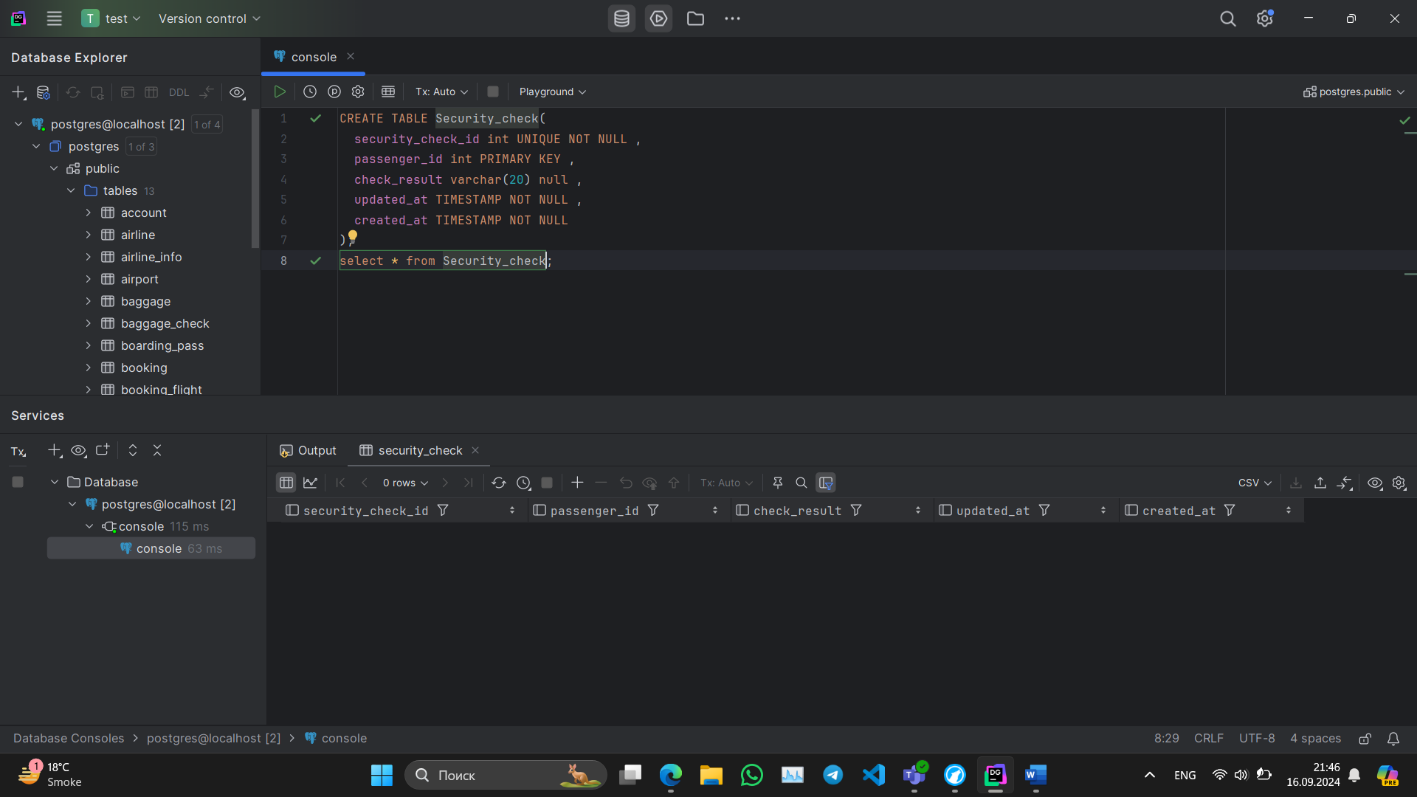 T test Version control
Database Explorer
console
DDL
Tx: Auto Playground postgres.public
postgres@localhost [2] 1 of 4
postgres 1 of 3
public
tables 13
account
airline
airline_info
airport
baggage
baggage_check
boarding_pass
booking
booking_flight
1 CREATE TABLE Security_check(
2 security_check_id int UNIQUE NOT NULL ,
3 passenger_id int PRIMARY KEY ,
4 check_result varchar(20) null ,
5 updated_at TIMESTAMP NOT NULL ,
6 created_at TIMESTAMP NOT NULL
7 )
8 select * from Security_check;
Services
Tx
Database
postgres@localhost [2]
console 115 ms
console 63 ms
Output security_check
0 rows Tx: Auto CSV
security_check_id passenger_id check_result updated_at created_at
Database Consoles > postgres@localhost [2] > console 8:29 CRLF UTF-8 4 spaces
1 18°C
Smoke
Поиск
DG
ENG
21:46
16.09.2024
PRE